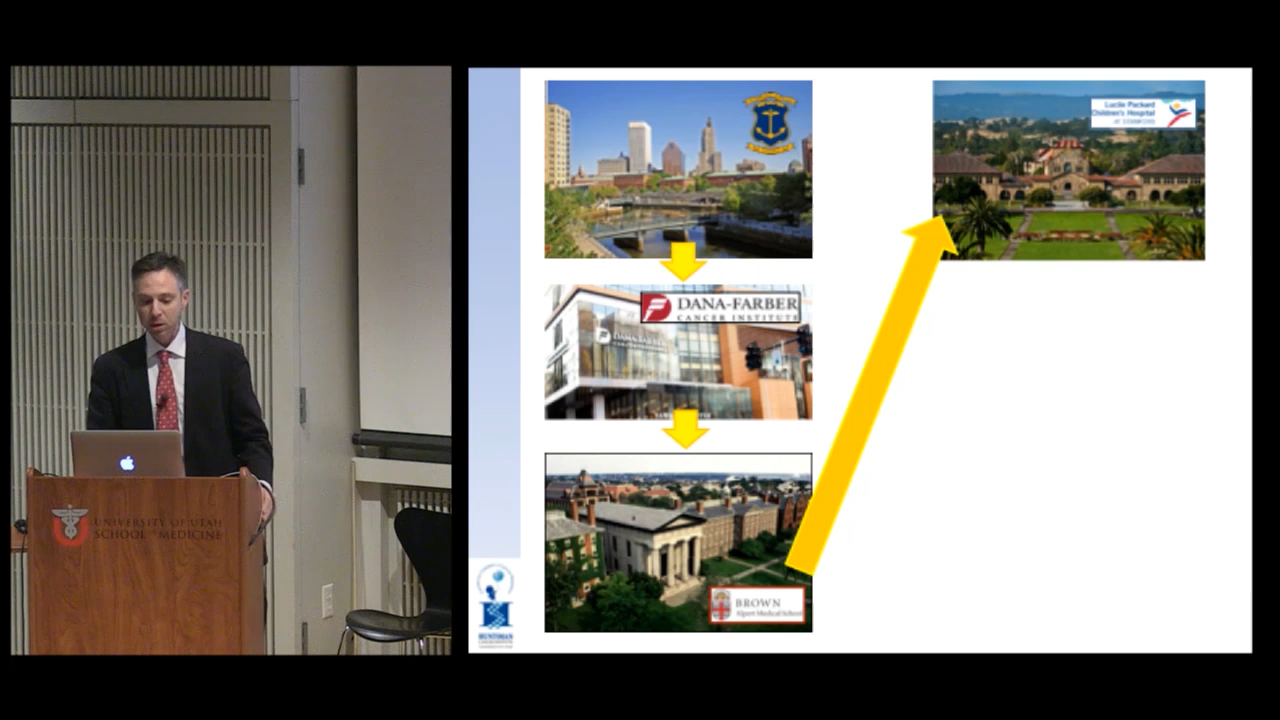 UNIVERSITY OF UTAH
SCHOOL OF MEDICINE
DANA-FARBER
CANCER INSTITUTE
BROWN
Alpert Medical School
HUNTSMAN
Lucile Packard
Children's Hospital
AT STANFORD